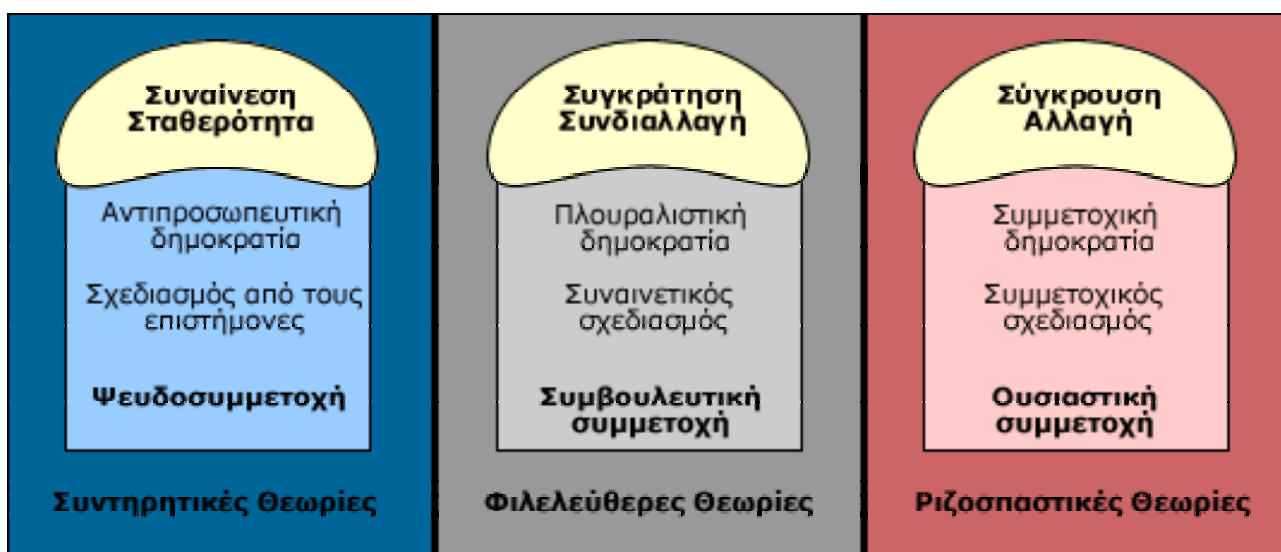 Συναίνεση
Σταθερότητα
Αντιπροσωπευτική
δημοκρατία
Σχεδιασμός από τους
επιστήμονες
Ψευδοσυμμετοχή
Συντηρητικές Θεωρίες
Συγκράτηση
Συνδιαλλαγή
Πλουραλιστική
δημοκρατία
Συναινετικός
σχεδιασμός
Συμβουλευτική
συμμετοχή
Φιλελεύθερες Θεωρίες
Σύγκρουση
Αλλαγή
Συμμετοχική
δημοκρατία
Συμμετοχικός
σχεδιασμός
Ουσιαστική
συμμετοχή
Ριζοσπαστικές Θεωρίες